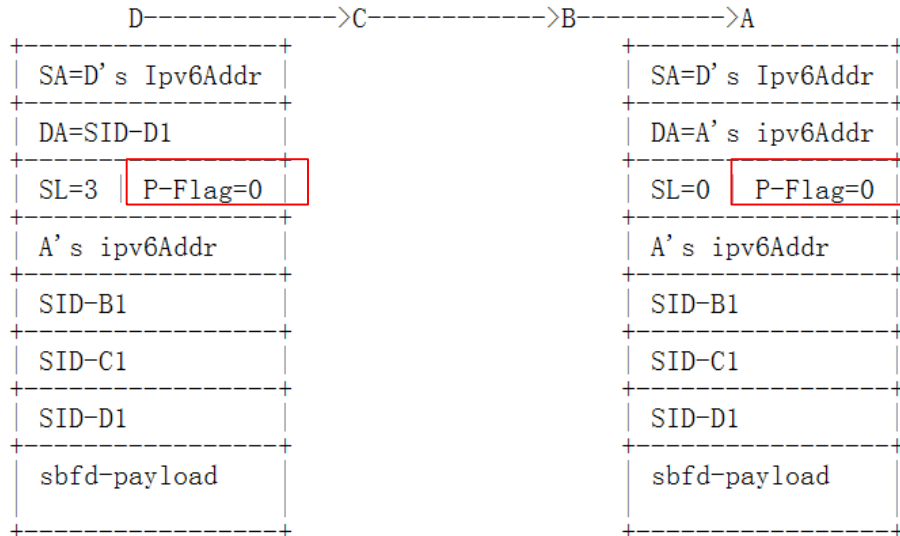 D------------->C------------>B---------->A
SA=D's Ipv6Addr
DA=SID-D1
SL=3 | P-Flag=0
A's ipv6Addr
SID-B1
SID-C1
SID-D1
sbfd-payload
SA=D's Ipv6Addr
DA=A's ipv6Addr
SL=0 | P-Flag=0
A's ipv6Addr
SID-B1
SID-C1
SID-D1
sbfd-payload